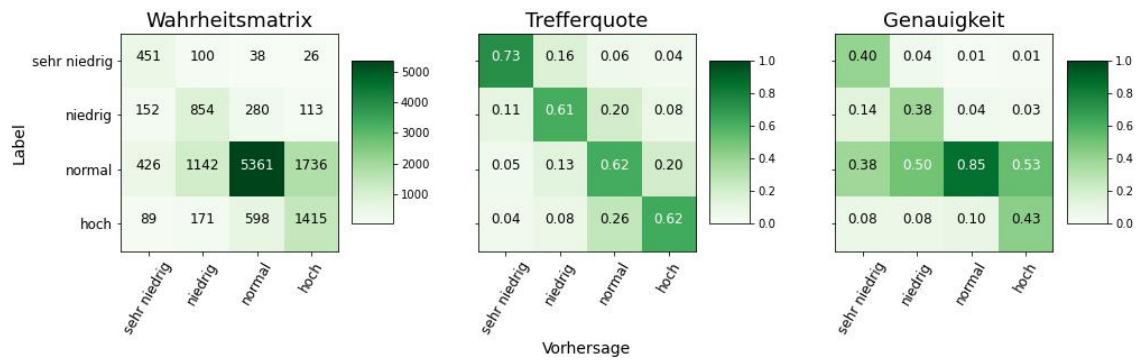 Wahrheitsmatrix
Trefferquote
Genauigkeit
Label
sehr niedrig 451 100 38 26
niedrig 152 854 280 113
normal 426 1142 5361 1736
hoch 89 171 598 1415
sehr niedrig niedrig normal hoch
5000
4000
3000
2000
1000
0.73 0.16 0.06 0.04
0.11 0.61 0.20 0.08
0.05 0.13 0.62 0.20
0.04 0.08 0.26 0.62
sehr niedrig niedrig normal hoch
1.0
0.8
0.6
0.4
0.2
0.0
0.40 0.04 0.01 0.01
0.14 0.38 0.04 0.03
0.38 0.50 0.85 0.53
0.08 0.08 0.10 0.43
sehr niedrig niedrig normal hoch
1.0
0.8
0.6
0.4
0.2
0.0
Vorhersage